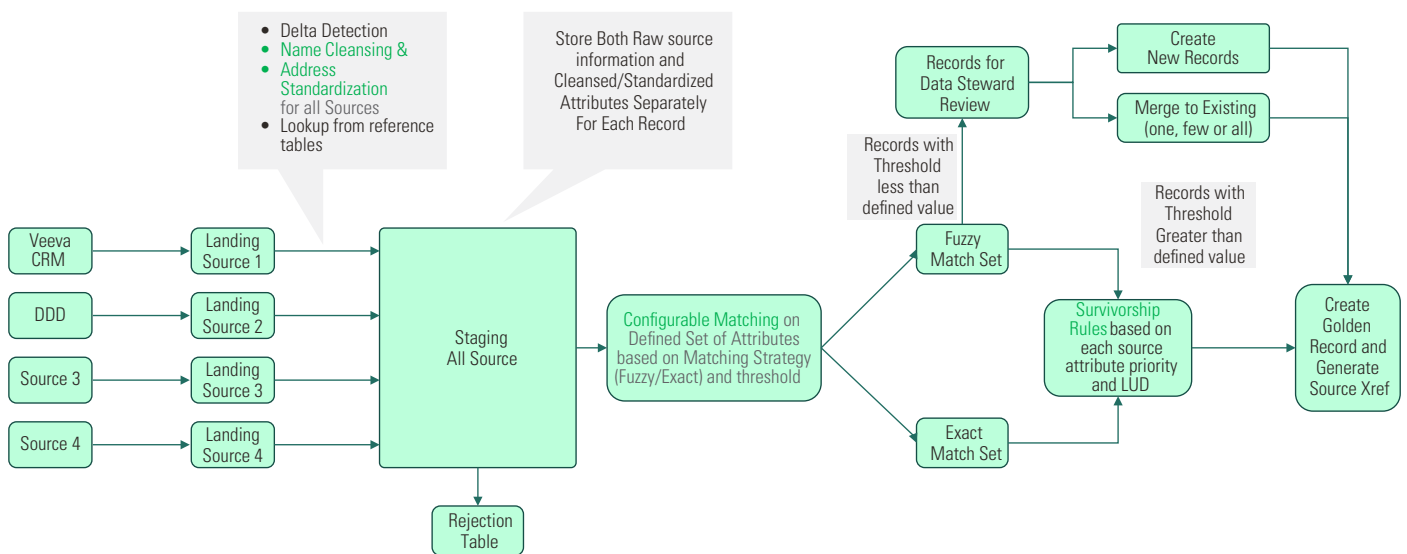 • Delta Detection
• Name Cleansing &
• Address
Standardization
for all Sources
• Lookup from reference
tables
Store Both Raw source
information and
Cleansed/Standardized
Attributes Separately
For Each Record
Records for
Data Steward
Review
Create
New Records
Merge to Existing
(one, few or all)
Records with
Threshold
less than
defined value
Records with
Threshold
Greater than
defined value
Veeva
CRM
Landing
Source 1
DDD
Landing
Source 2
Source 3
Landing
Source 3
Source 4
Landing
Source 4
Staging
All Source
Rejection
Table
Configurable Matching on
Defined Set of Attributes
based on Matching Strategy
(Fuzzy/Exact) and threshold
Fuzzy
Match Set
Exact
Match Set
Survivorship
Rules based on
each source
attribute priority
and LUD
Create
Golden
Record and
Generate
Source Xref